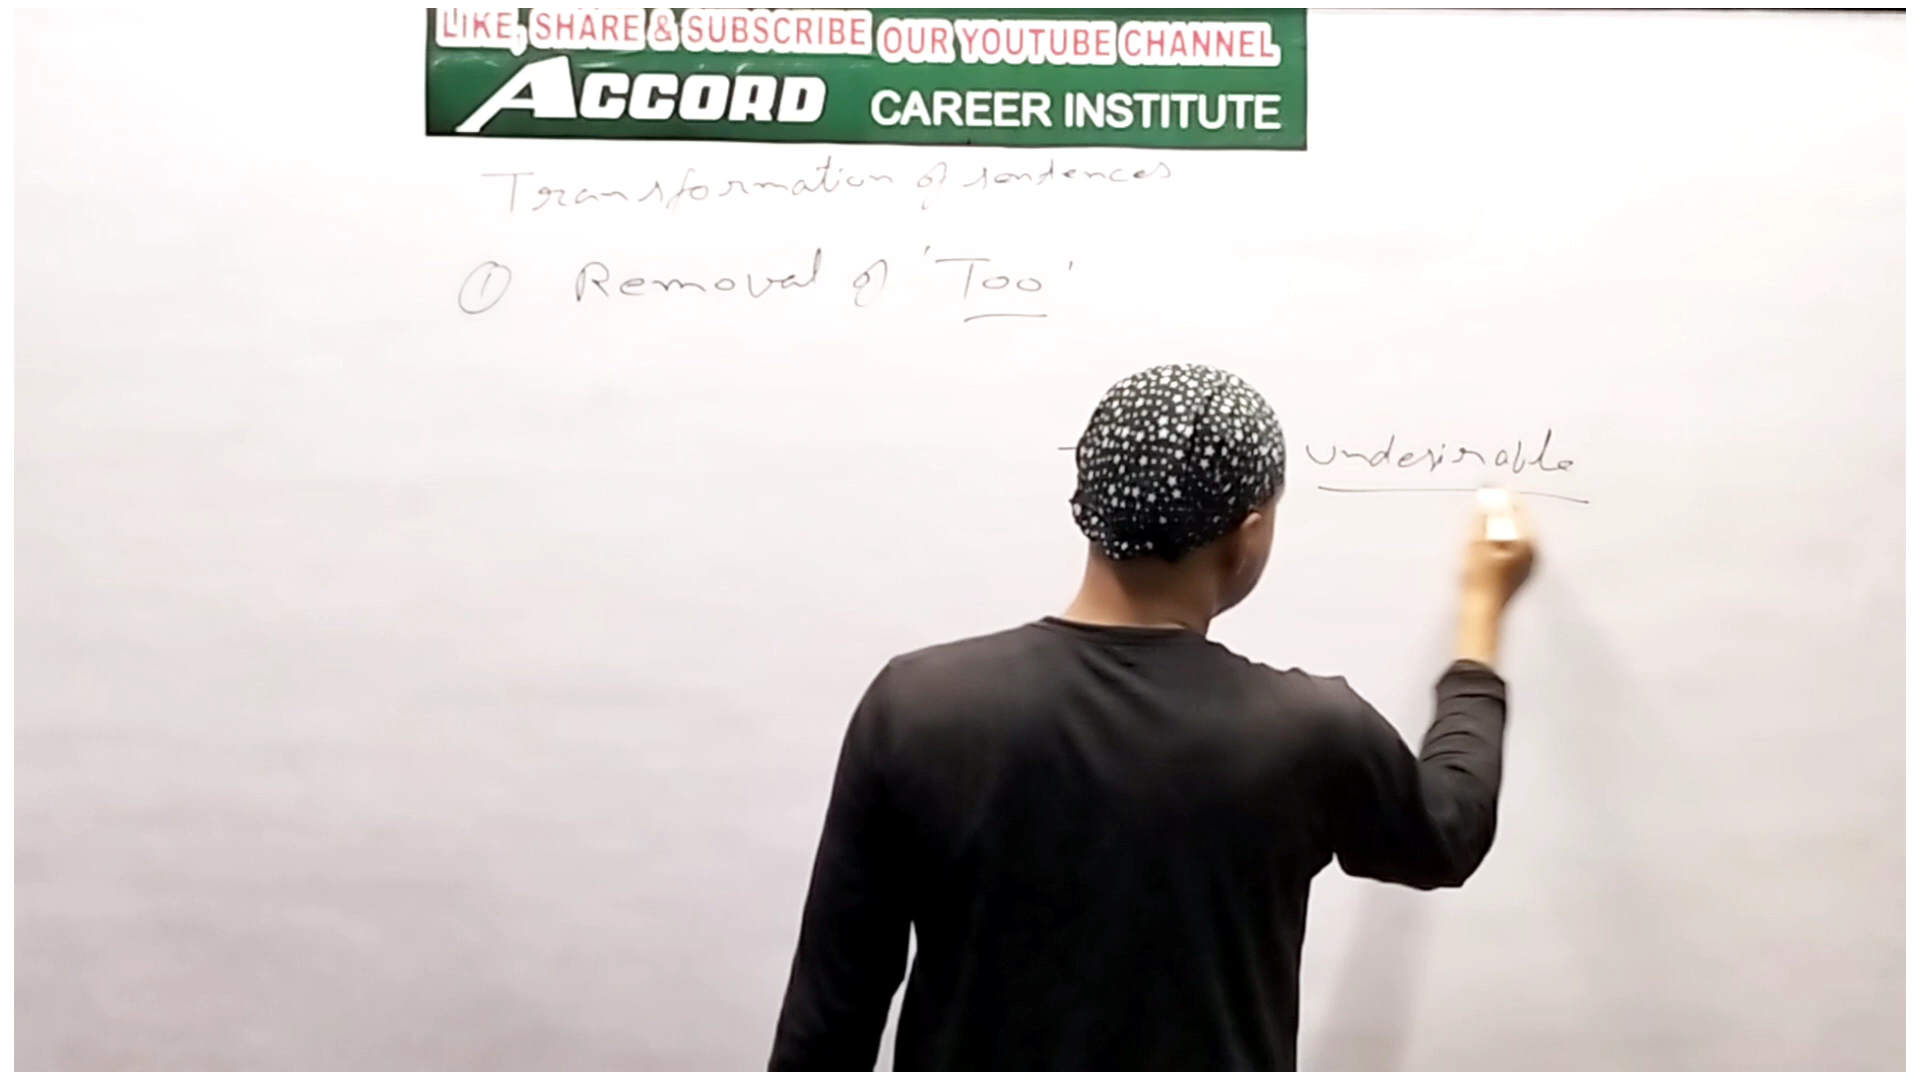 LIKE, SHARE & SUBSCRIBE OUR YOUTUBE CHANNEL
ACCORD CAREER INSTITUTE
Transformation of sentences
① Removal of 'Too'
undesirable